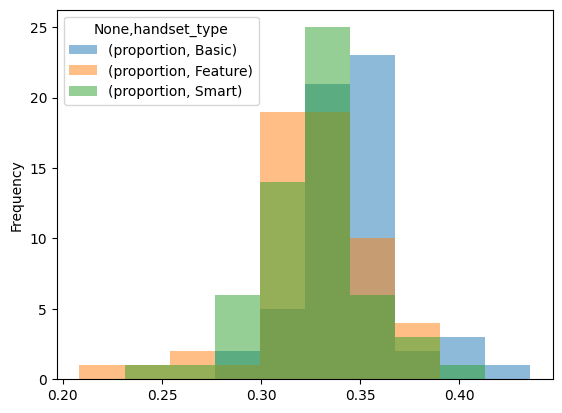 None,handset_type
(proportion, Basic)
(proportion, Feature)
(proportion, Smart)
Frequency
25
20
15
10
5
0
0.20 0.25 0.30 0.35 0.40